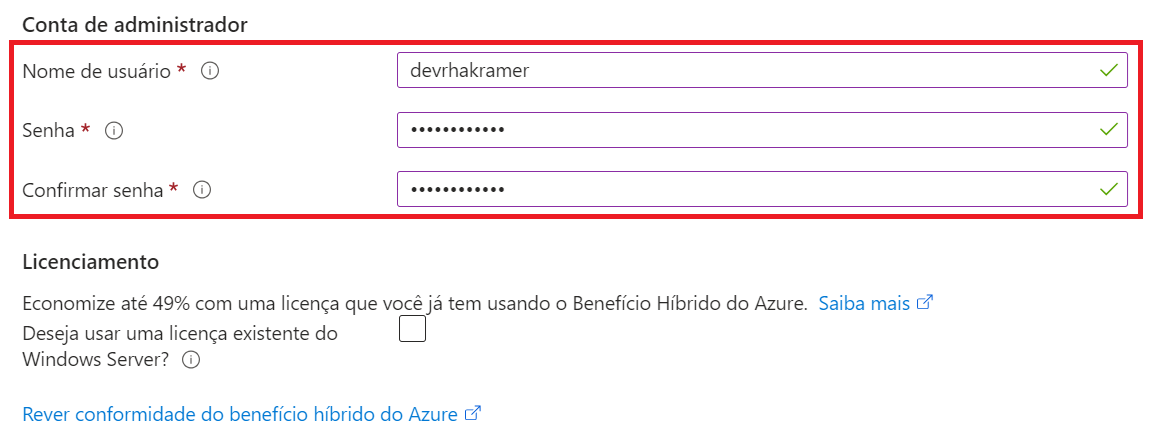 Conta de administrador
Nome de usuário *
devrhakramer
Senha *
••••••••••••
Confirmar senha *
••••••••••••
Licenciamento
Economize até 49% com uma licença que você já tem usando o Benefício Híbrido do Azure. Saiba mais
Deseja usar uma licença existente do
Windows Server?
Rever conformidade do benefício híbrido do Azure